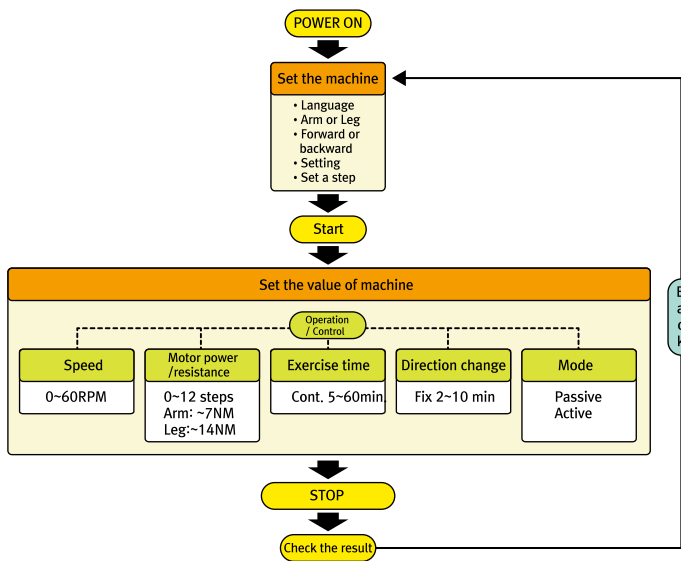 POWER ON
Set the machine
• Language
• Arm or Leg
• Forward or
backward
• Setting
• Set a step
Start
Set the value of machine
Operation
/ Control
Speed
0~60RPM
Motor power
/resistance
0~12 steps
Arm: ~7NM
Leg:~14NM
Exercise time
Cont. 5~60min.
Direction change
Fix 2~10 min
Mode
Passive
Active
STOP
Check the result